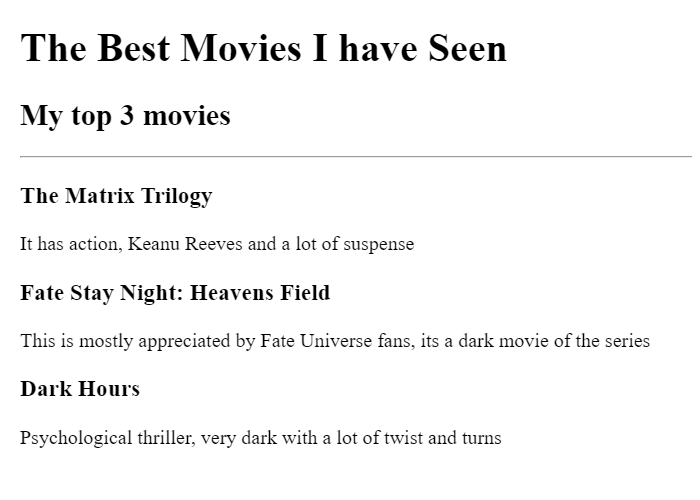 The Best Movies I have Seen
My top 3 movies
The Matrix Trilogy
It has action, Keanu Reeves and a lot of suspense
Fate Stay Night: Heavens Field
This is mostly appreciated by Fate Universe fans, its a dark movie of the series
Dark Hours
Psychological thriller, very dark with a lot of twist and turns